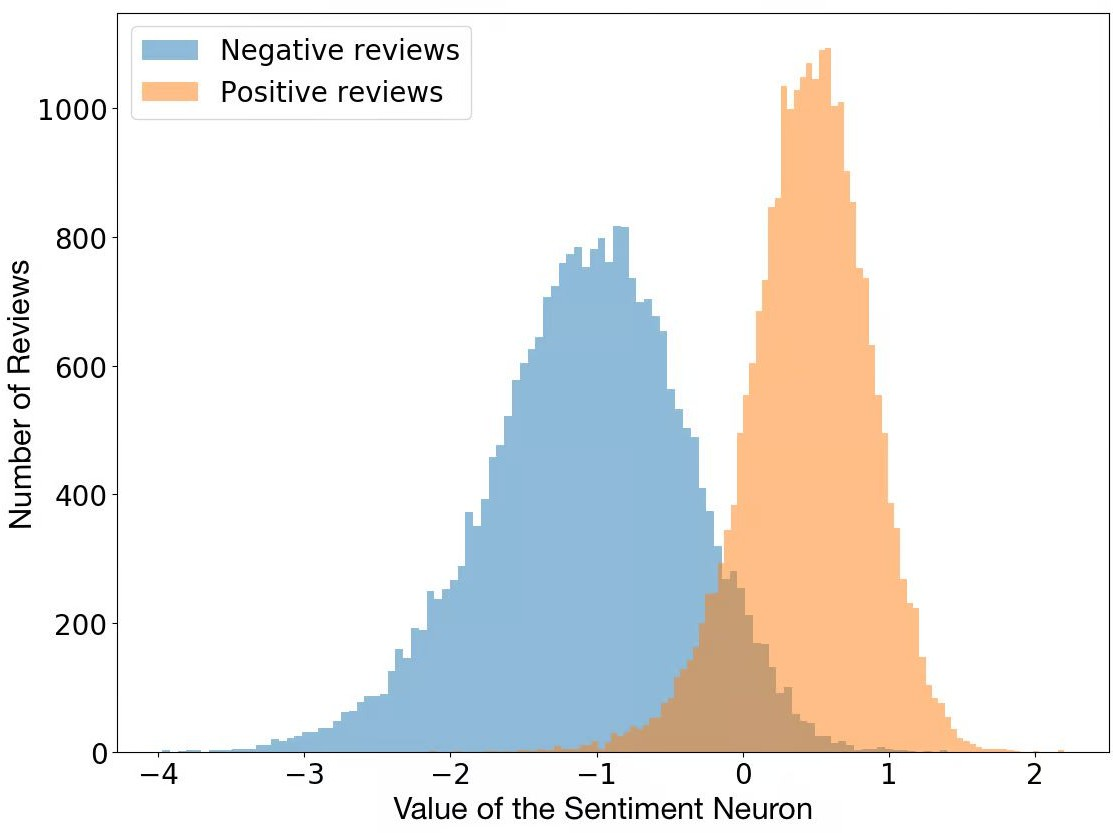 Negative reviews
Positive reviews
1000
800
600
400
200
0
Number of Reviews
−4 −3 −2 −1 0 1 2
Value of the Sentiment Neuron